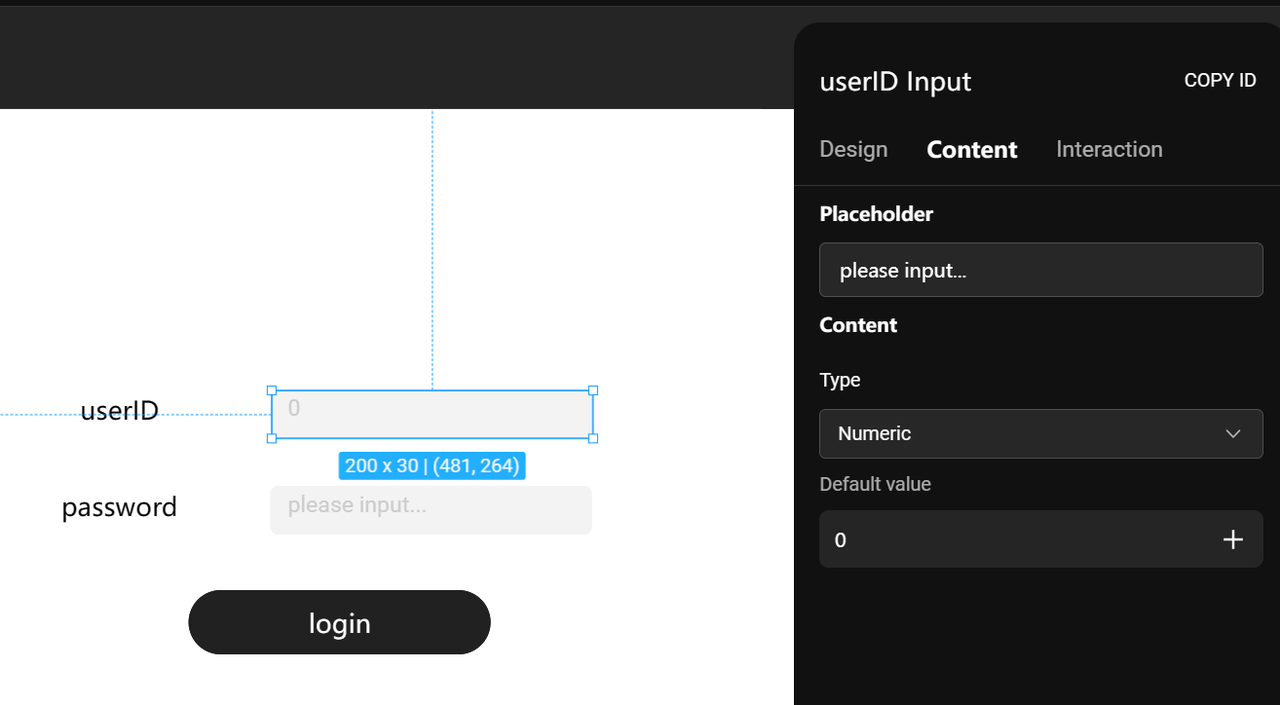 userID Input
COPY ID
Design Content Interaction
Placeholder
please input...
Content
Type
Numeric
Default value
0
userID
0
200 x 30 | (481, 264)
password
please input...
login